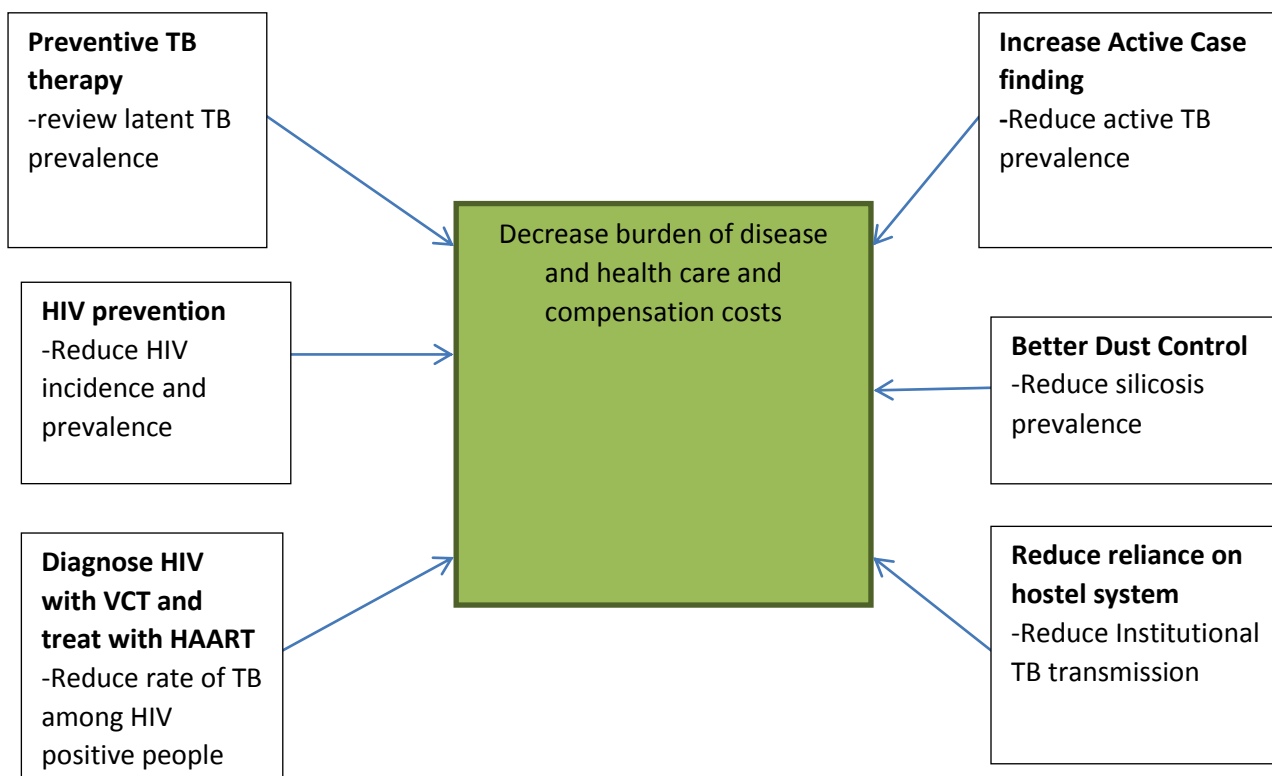 Preventive TB
therapy
-review latent TB
prevalence
HIV prevention
-Reduce HIV
incidence and
prevalence
Diagnose HIV
with VCT and
treat with HAART
-Reduce rate of TB
among HIV
positive people
Decrease burden of disease
and health care and
compensation costs
Increase Active Case
finding
-Reduce active TB
prevalence
Better Dust Control
-Reduce silicosis
prevalence
Reduce reliance on
hostel system
-Reduce Institutional
TB transmission